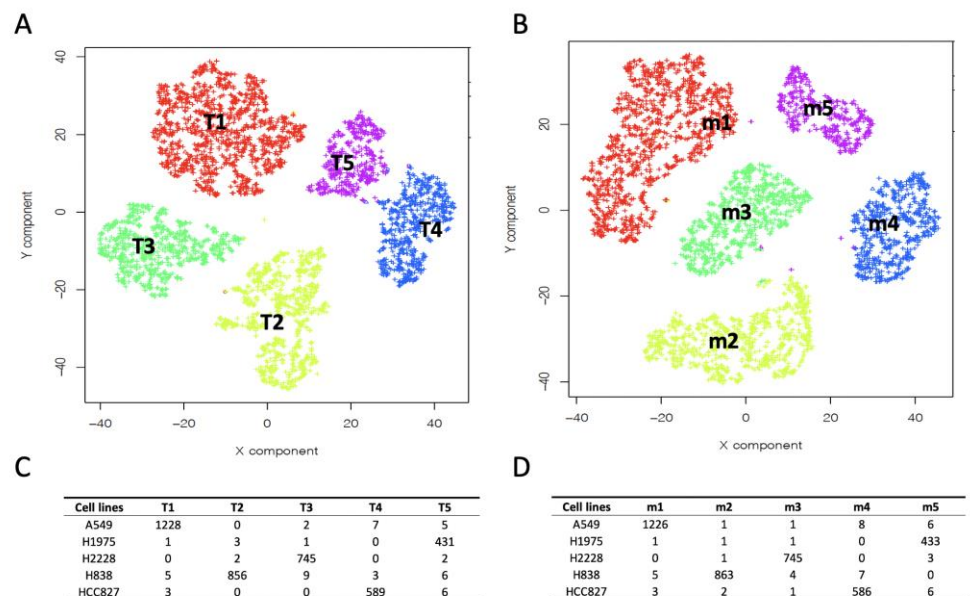 A
B
40
20
0
-20
-40
Y component
T1
T5
T4
T3
T2
-40
-20
0
20
40
X component
20
0
-20
-40
Y component
m1
m5
m3
m4
m2
-40
-20
0
20
40
X component
C
D
Cell lines T1 T2 T3 T4 T5
A549 1228 0 2 7 5
H1975 1 3 1 0 431
H2228 0 2 745 0 2
H838 5 856 9 3 6
HCC827 3 0 0 589 6
Cell lines m1 m2 m3 m4 m5
A549 1226 1 1 8 6
H1975 1 1 1 0 433
H2228 0 1 745 0 3
H838 5 863 4 7 0
HCC827 3 2 1 586 6